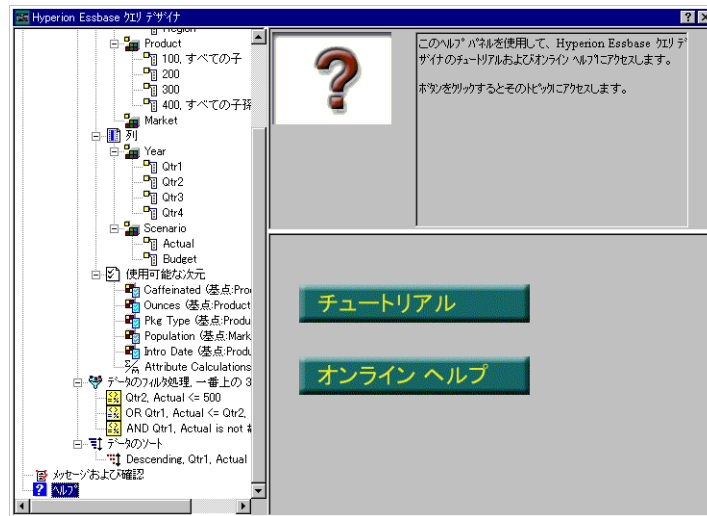 Hyperion Essbase クエリ デザイナ
Region
Product
100, すべての子
200
300
400, すべての子孫
Market
列
Year
Qtr1
Qtr2
Qtr3
Qtr4
Scenario
Actual
Budget
使用可能な次元
Caffeinated (基点:Pro
Ounces (基点:Product
Pkg Type (基点:Produ
Population (基点:Mark
Intro Date (基点:Produ
Attribute Calculations
データのフィルタ処理, 一番上の 3
Qtr2, Actual <= 500
OR Qtr1, Actual <= Qtr2,
AND Qtr1, Actual is not #
データのソート
Descending, Qtr1, Actual
メッセージおよび確認
ヘルプ
このヘルプ パネルを使用して、Hyperion Essbase クエリ デ
ザイナのチュートリアルおよびオンライン ヘルプにアクセスします。
ボタンをクリックするとそのトピックにアクセスします。
チュートリアル
オンライン ヘルプ